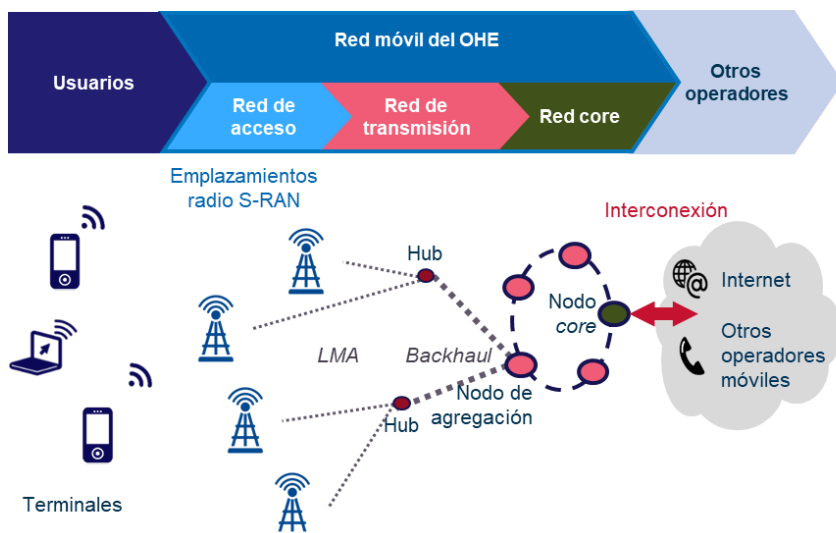 Red móvil del OHE
Usuarios
Otros
operadores
Red de
acceso
Red de
transmisión
Red core
Emplazamientos
radio S-RAN
Interconexión
Hub
Internet
Nodo
core
LMA
Backhaul
Otros
operadores
móviles
Nodo de
agregación
Hub
Terminales